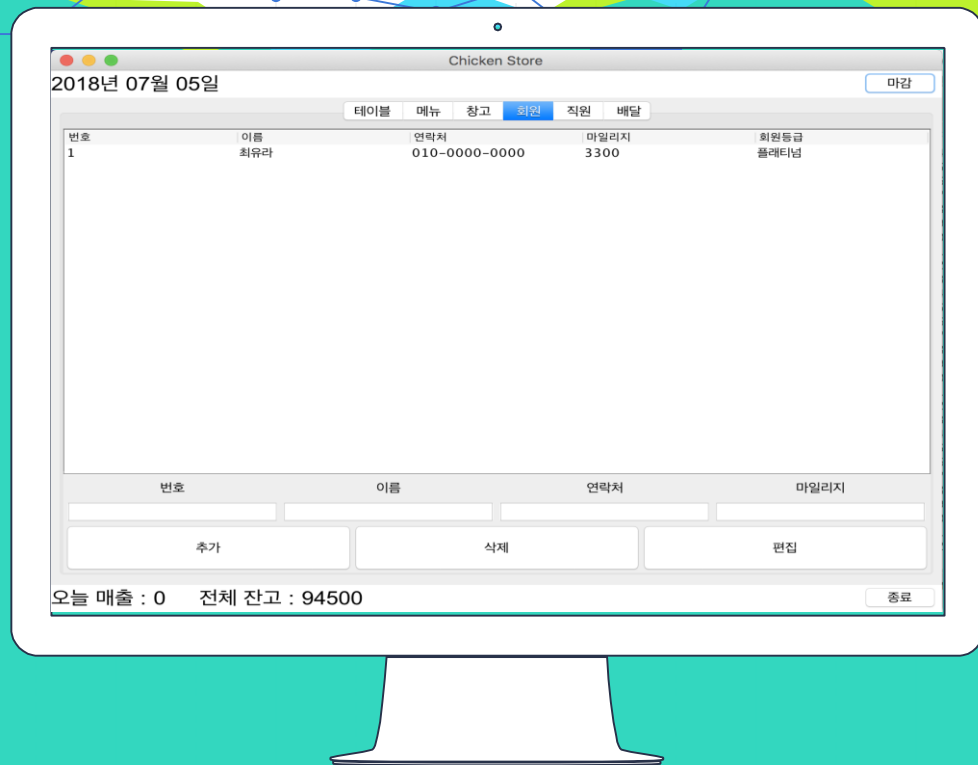 Chicken Store
2018년 07월 05일 마감
테이블 메뉴 창고 회원 직원 배달
번호 이름 연락처 마일리지 회원등급
1 최유라 010-0000-0000 3300 플래티넘
번호 이름 연락처 마일리지
추가 삭제 편집
오늘 매출 : 0 전체 잔고 : 94500 종료